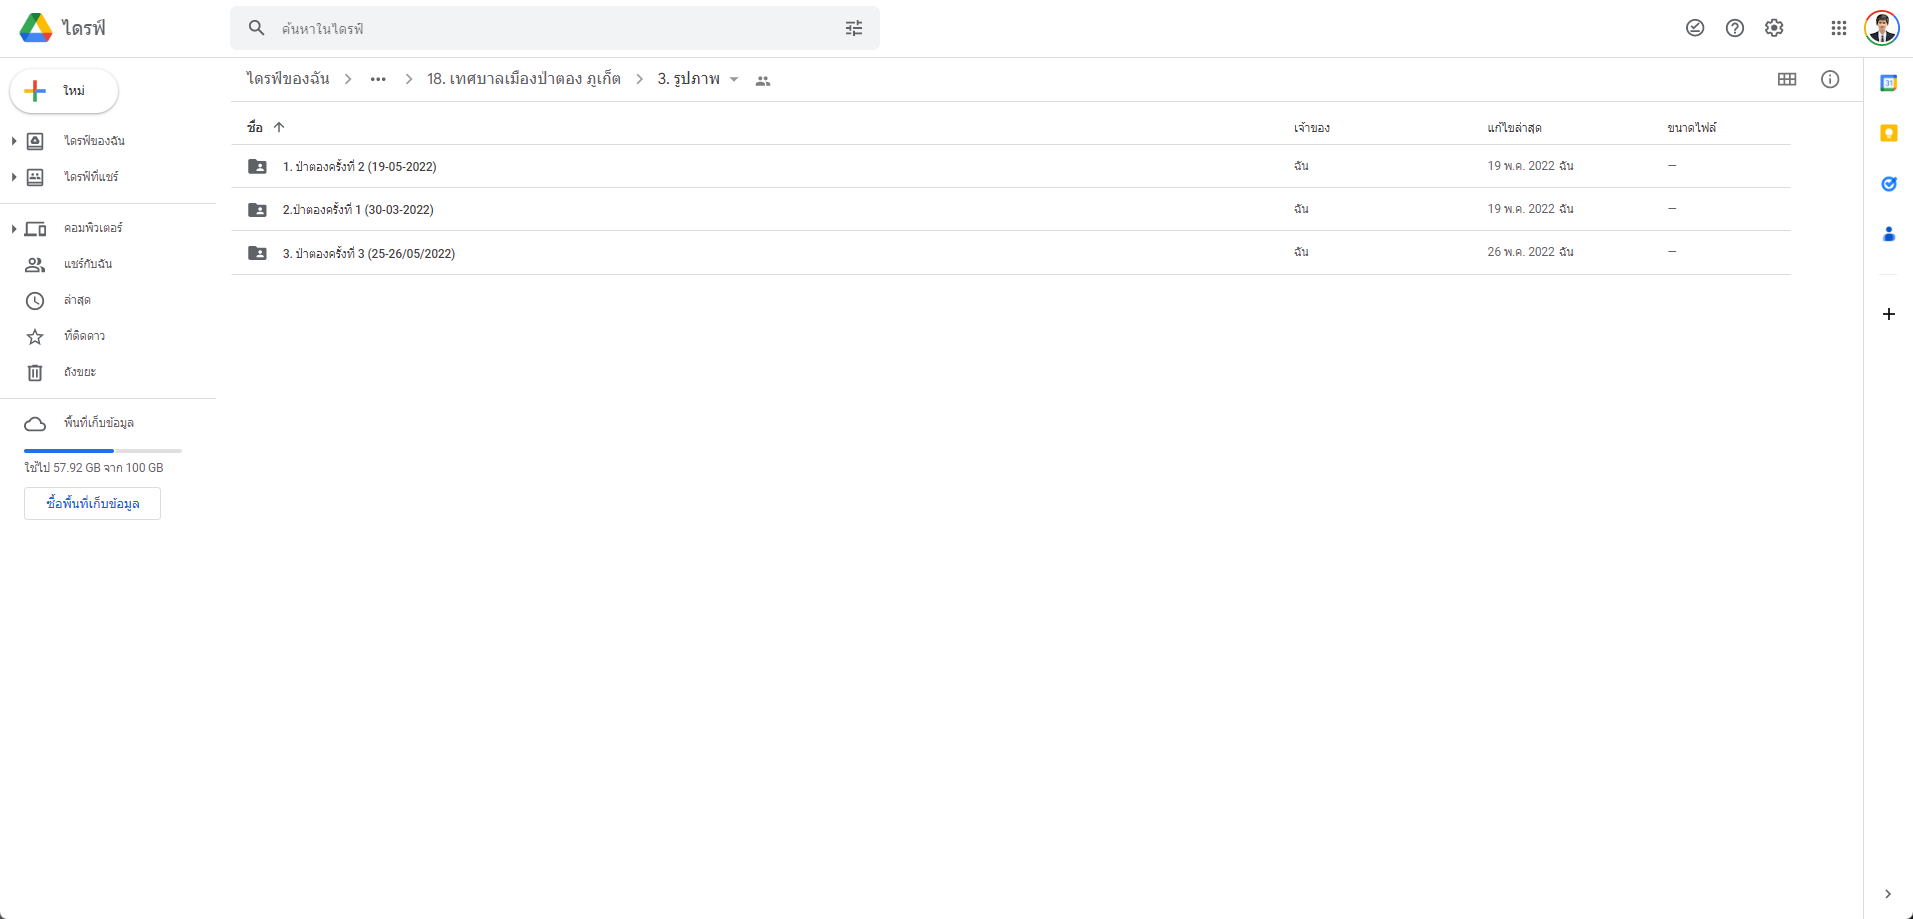 ไดรฟ์
ค้นหาในไดรฟ์
ใหม่
ไดรฟ์ของฉัน
ไดรฟ์ที่แชร์
คอมพิวเตอร์
แชร์กับฉัน
ล่าสุด
ที่ติดดาว
ถังขยะ
พื้นที่เก็บข้อมูล
ใช้ไป 57.92 GB จาก 100 GB
ซื้อพื้นที่เก็บข้อมูล
ไดรฟ์ของฉัน > ••• > 18. เทศบาลเมืองป่าตอง ภูเก็ต > 3. รูปภาพ
ชื่อ เจ้าของ แก้ไขล่าสุด ขนาดไฟล์
1. ป่าตองครั้งที่ 2 (19-05-2022) ฉัน 19 พ.ค. 2022 ฉัน —
2.ป่าตองครั้งที่ 1 (30-03-2022) ฉัน 19 พ.ค. 2022 ฉัน —
3. ป่าตองครั้งที่ 3 (25-26/05/2022) ฉัน 26 พ.ค. 2022 ฉัน —
31